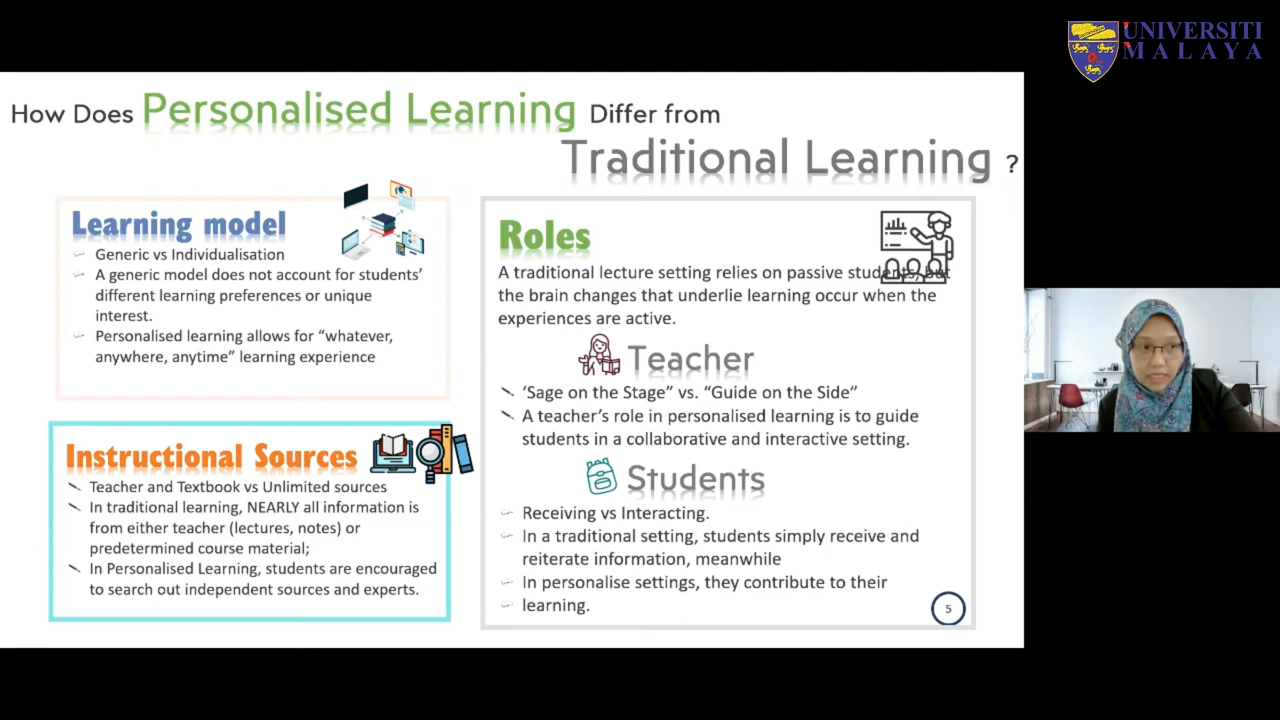 UNIVERSITI
MALAYA
How Does Personalised Learning Differ from
Traditional Learning ?
Learning model
Generic vs Individualisation
A generic model does not account for students’
different learning preferences or unique
interest.
Personalised learning allows for “whatever,
anywhere, anytime” learning experience
Instructional Sources
Teacher and Textbook vs Unlimited sources
In traditional learning, NEARLY all information is
from either teacher (lectures, notes) or
predetermined course material;
In Personalised Learning, students are encouraged
to search out independent sources and experts.
Roles
A traditional lecture setting relies on passive students, but
the brain changes that underlie learning occur when the
experiences are active.
Teacher
‘Sage on the Stage” vs. “Guide on the Side”
A teacher’s role in personalised learning is to guide
students in a collaborative and interactive setting.
Students
Receiving vs Interacting.
In a traditional setting, students simply receive and
reiterate information, meanwhile
In personalise settings, they contribute to their
learning.
5